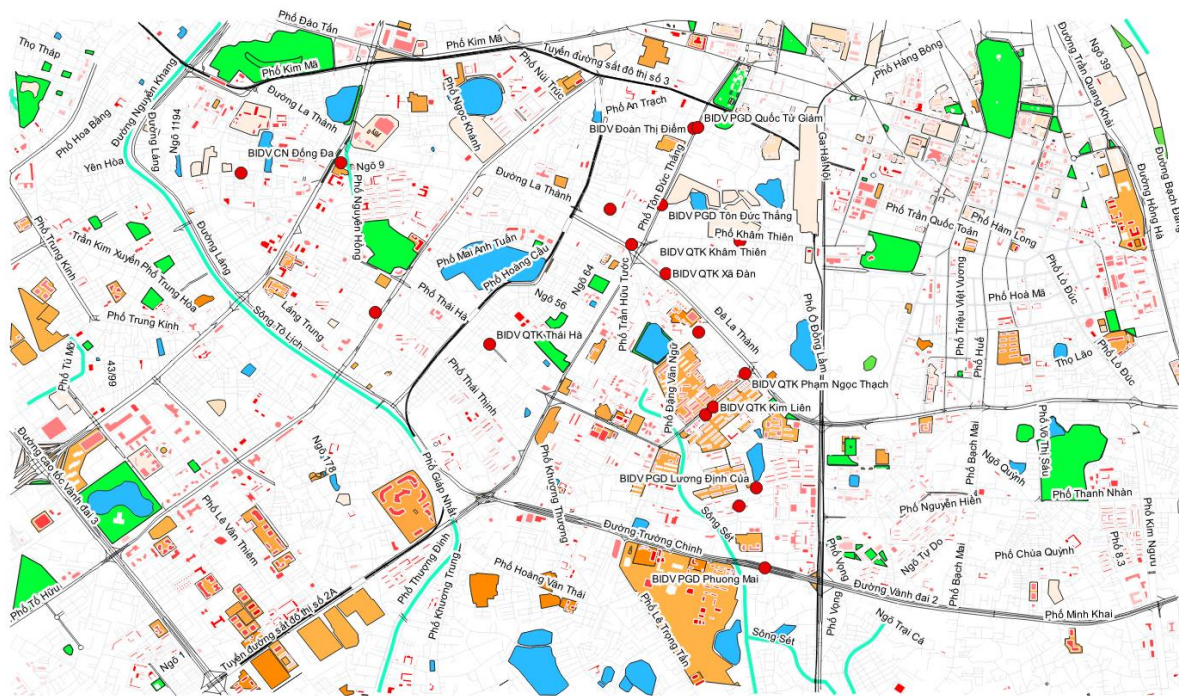 Phố Đào Tấn
Phố Kim Mã
Thọ Tháp
Đường Nguyễn Khang
Phố Kim Mã
Tuyến đường sắt đô thị số 3
Phố Núi Trúc
Phố Hàng Bông
Đường Trần Quang Khải
Ngõ 39
Đường La Thành
Phố Ngọc Khánh
Phố An Trạch
BIDV PGD Quốc Tử Giám
Phố Hoa Bằng
Đường Láng
Ngõ 1194
BIDV Đoàn Thị Điểm
Ga Hà Nội
Yên Hòa
BIDV CN Đống Đa
Ngõ 9
Phố Tôn Đức Thắng
Đường La Thành
Đường Hồng Hà
Đường Bạch Đằng
Phố Nguyên Hồng
BIDV PGD Tôn Đức Thắng
Phố Trần Quốc Toản
Phố Hàm Long
Phố Khâm Thiên
Phố Trung Kính
Trần Kim Xuyến
Phố Trung Hòa
Đường Láng
Phố Mai Anh Tuấn
Phố Hoàng Cầu
BIDV QTK Khâm Thiên
BIDV QTK Xã Đàn
Ngõ 64
Phố Trần Hữu Tước
Phố Triệu Việt Vương
Phố Lò Đúc
Phố Hoà Mã
Phố Thái Hà
Láng Trung
Ngõ 56
Sông Tô Lịch
Phố Trung Kính
Đê La Thành
Phố Ô Đồng Lầm
Phố Huế
BIDV QTK Thái Hà
Thọ Lão
Phố Lò Đúc
Phố Tú Mỡ
43/99
Phố Thái Thịnh
Phố Đặng Văn Ngữ
BIDV QTK Phạm Ngọc Thạch
BIDV QTK Kim Liên
Phố Bạch Mai
Phố Võ Thị Sáu
Đường cao tốc Vành đai 3
Ngõ 178
Phố Giáp Nhất
Phố Khương Thượng
BIDV PGD Lương Định Của
Ngõ Quỳnh
Phố Thanh Nhàn
Phố Lê Văn Thiêm
Sông Sét
Phố Nguyễn Hiền
Đường Trường Chinh
Phố Vọng
Ngõ Tự Do
Phố Bạch Mai
Phố Chùa Quỳnh
Phố 8.3
Phố Kim Ngưu
Phố Thượng Đình
Phố Khương Trung
Phố Hoàng Văn Thái
BIDV PGD Phuong Mai
Đường Vành đai 2
Phố Tố Hữu
Phố Minh Khai
Phố Lê Trọng Tấn
Phố Vọng
Ngõ Trại Cá
Sông Sét
Ngõ 1
Tuyến đường sắt đô thị số 2A